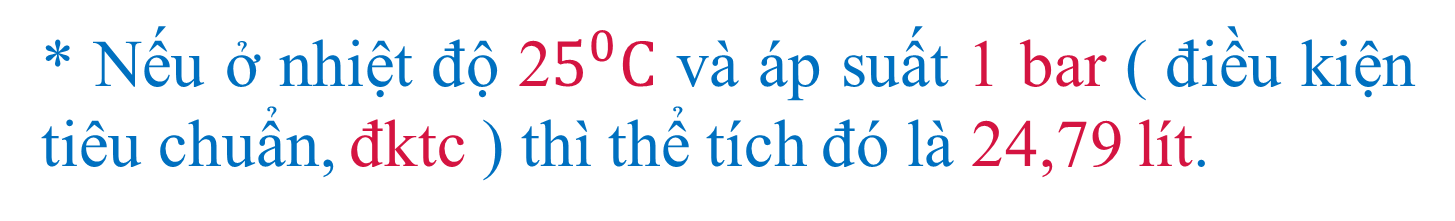 * Nếu ở nhiệt độ 25⁰C và áp suất 1 bar ( điều kiện
tiêu chuẩn, đktc ) thì thể tích đó là 24,79 lít.